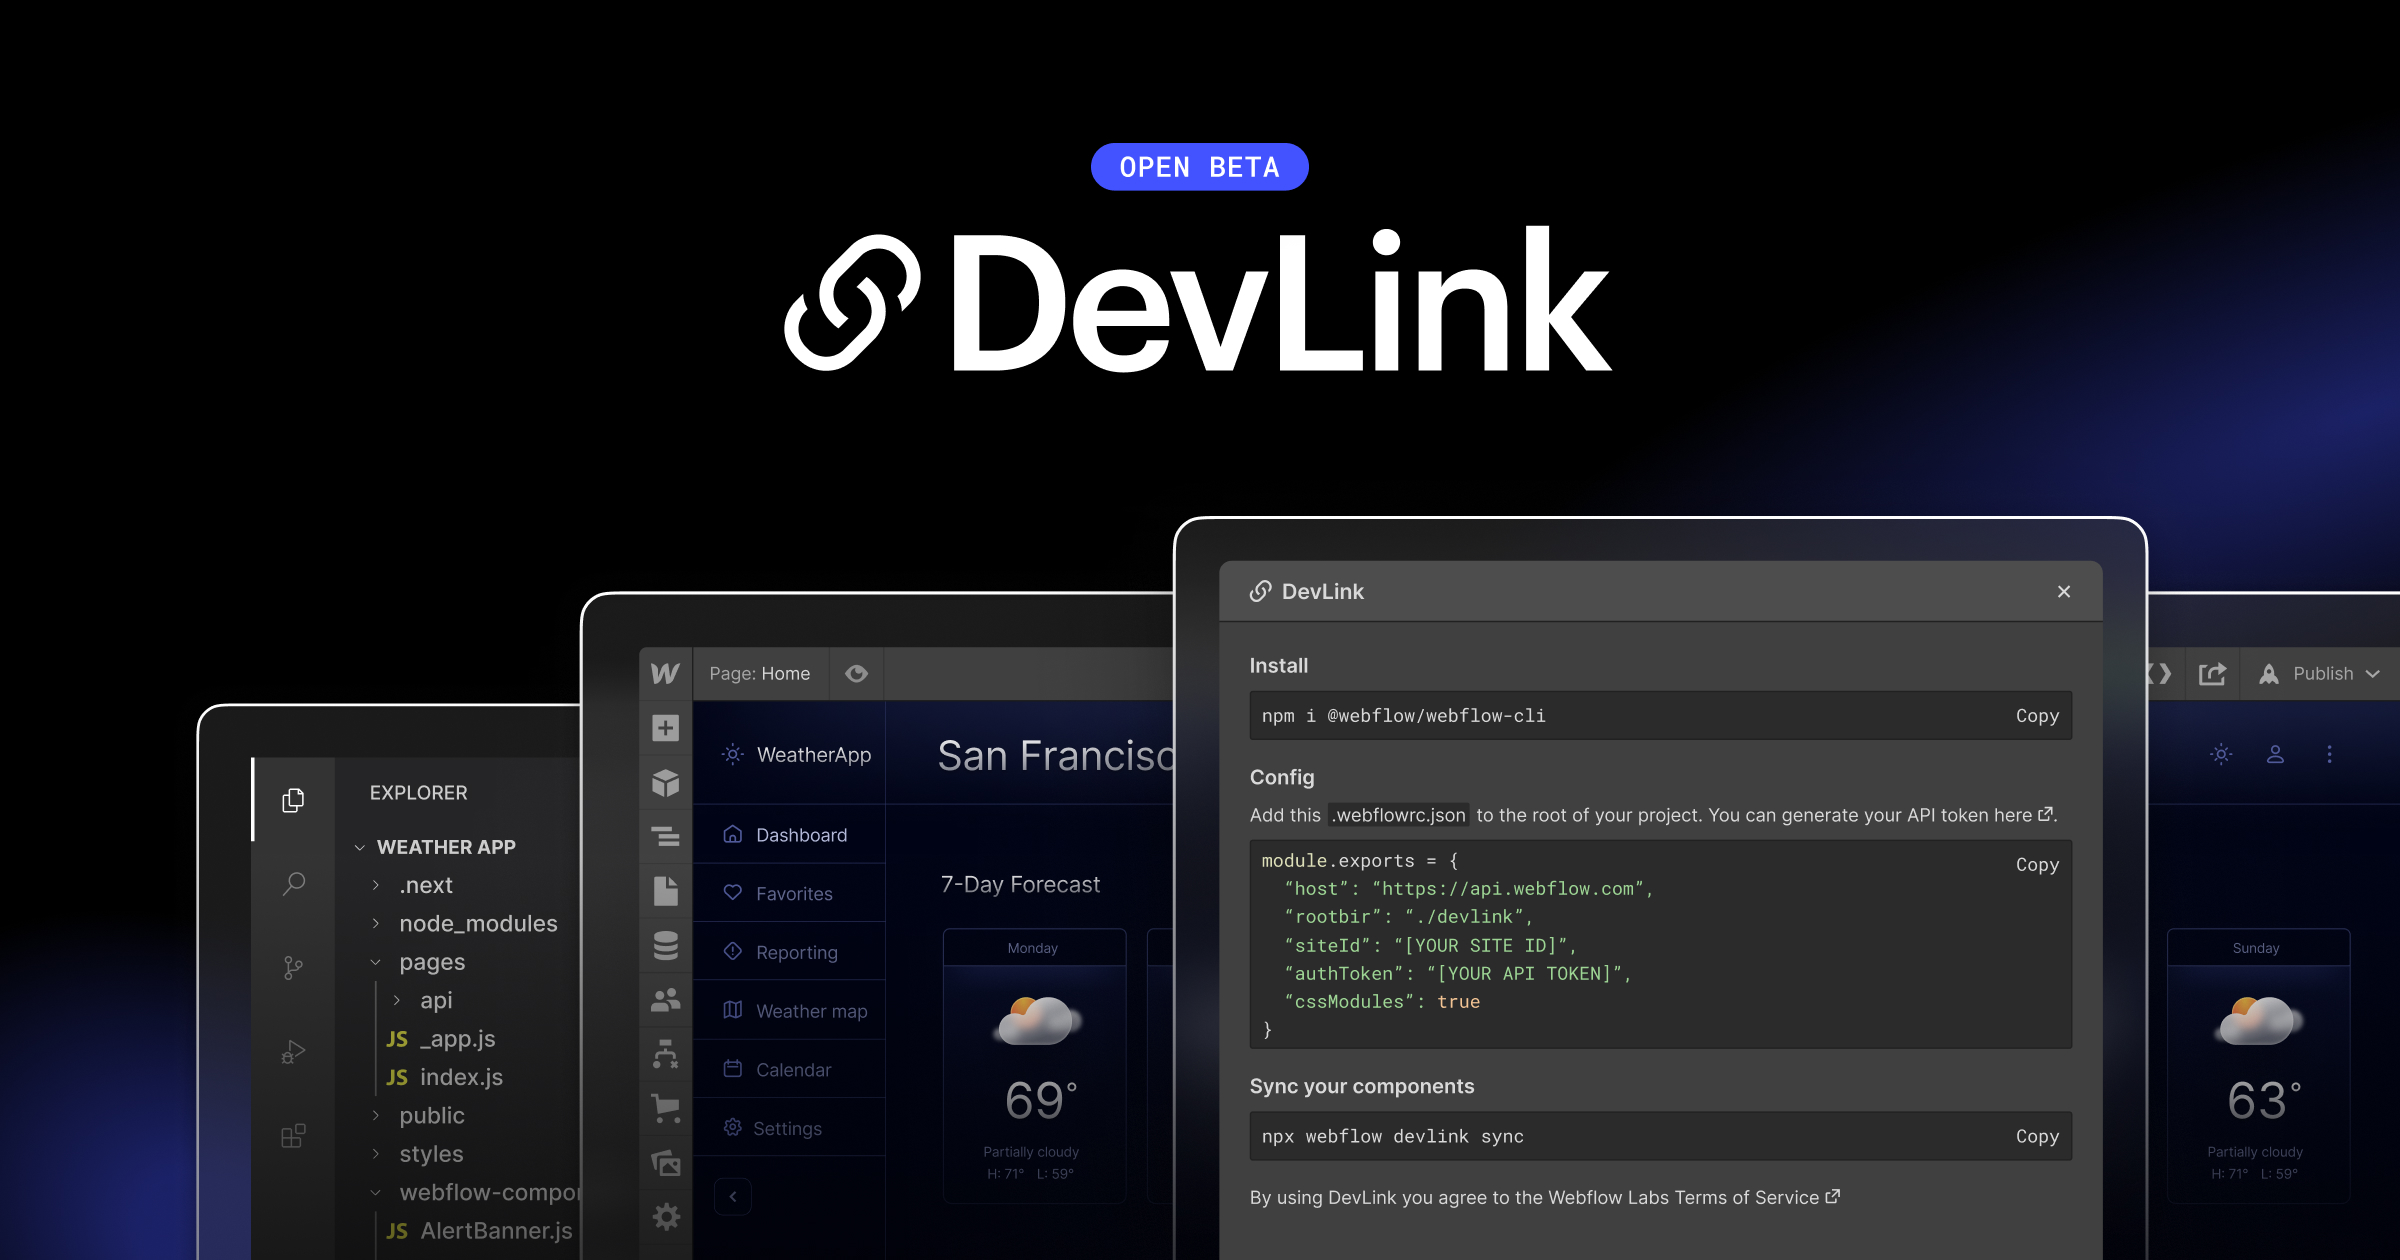 OPEN BETA
DevLink
EXPLORER
WEATHER APP
.next
node_modules
pages
api
JS _app.js
JS index.js
public
styles
webflow-compor
JS AlertBanner.js
Page: Home
WeatherApp
Dashboard
Favorites
Reporting
Weather map
Calendar
Settings
San Francisc
7-Day Forecast
Monday
69°
Partially cloudy
H: 71° L: 59°
DevLink
Install
npm i @webflow/webflow-cli Copy
Config
Add this .webflowrc.json to the root of your project. You can generate your API token here .
module.exports = { Copy
“host”: “https://api.webflow.com”,
“rootbir”: “./devlink”,
“siteId”: “[YOUR SITE ID]”,
“authToken”: “[YOUR API TOKEN]”,
“cssModules”: true
}
Sync your components
npx webflow devlink sync Copy
By using DevLink you agree to the Webflow Labs Terms of Service
Publish
Sunday
63°
Partially cloudy
H: 71° L: 59°